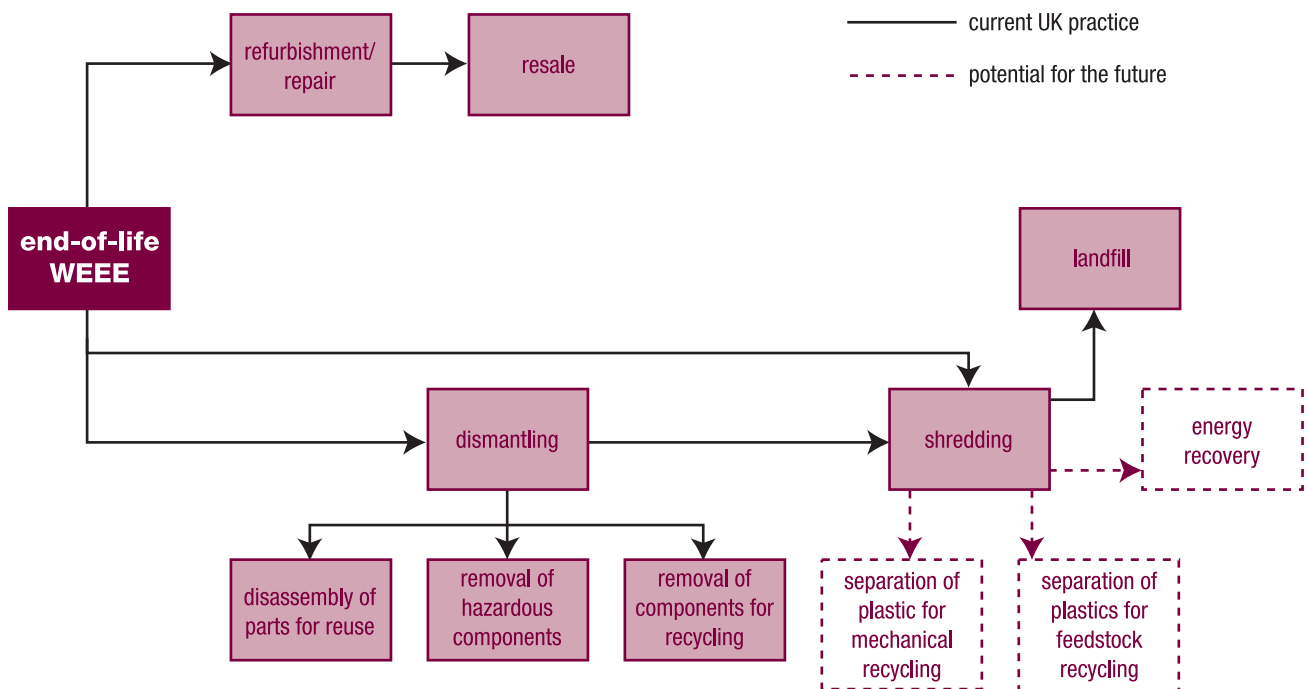 current UK practice
potential for the future
refurbishment/
repair
resale
end-of-life
WEEE
landfill
dismantling
shredding
energy
recovery
disassembly of
parts for reuse
removal of
hazardous
components
removal of
components for
recycling
separation of
plastic for
mechanical
recycling
separation of
plastics for
feedstock
recycling